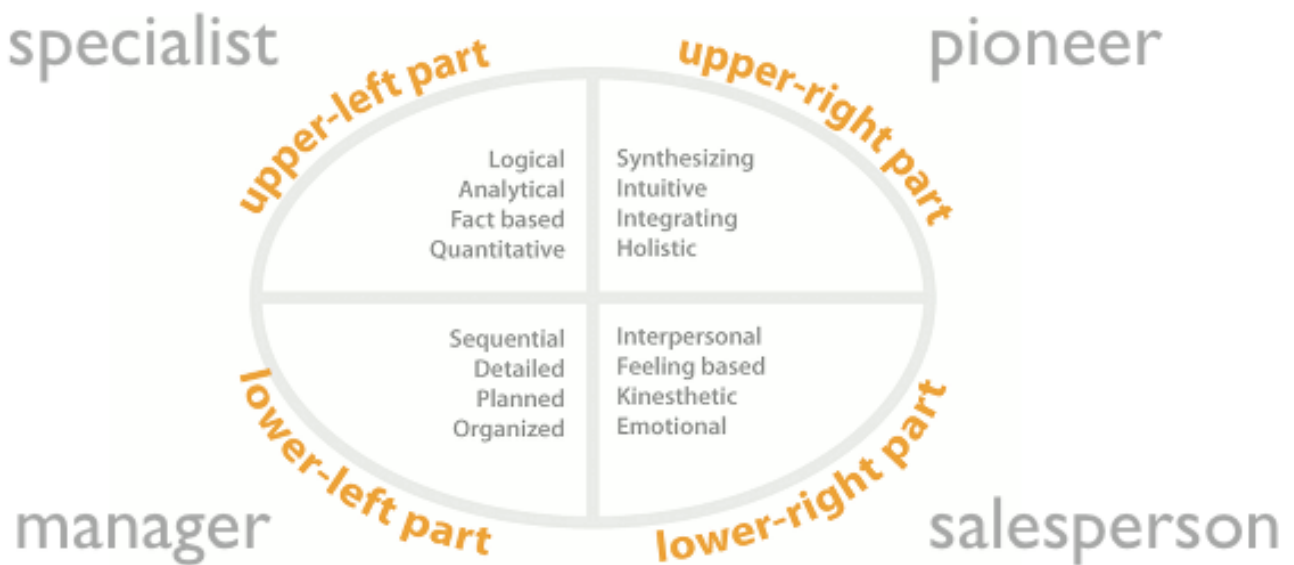 specialist
pioneer
upper-left part
upper-right part
Logical
Analytical
Fact based
Quantitative
Synthesizing
Intuitive
Integrating
Holistic
Sequential
Detailed
Planned
Organized
Interpersonal
Feeling based
Kinesthetic
Emotional
lower-left part
lower-right part
manager
salesperson